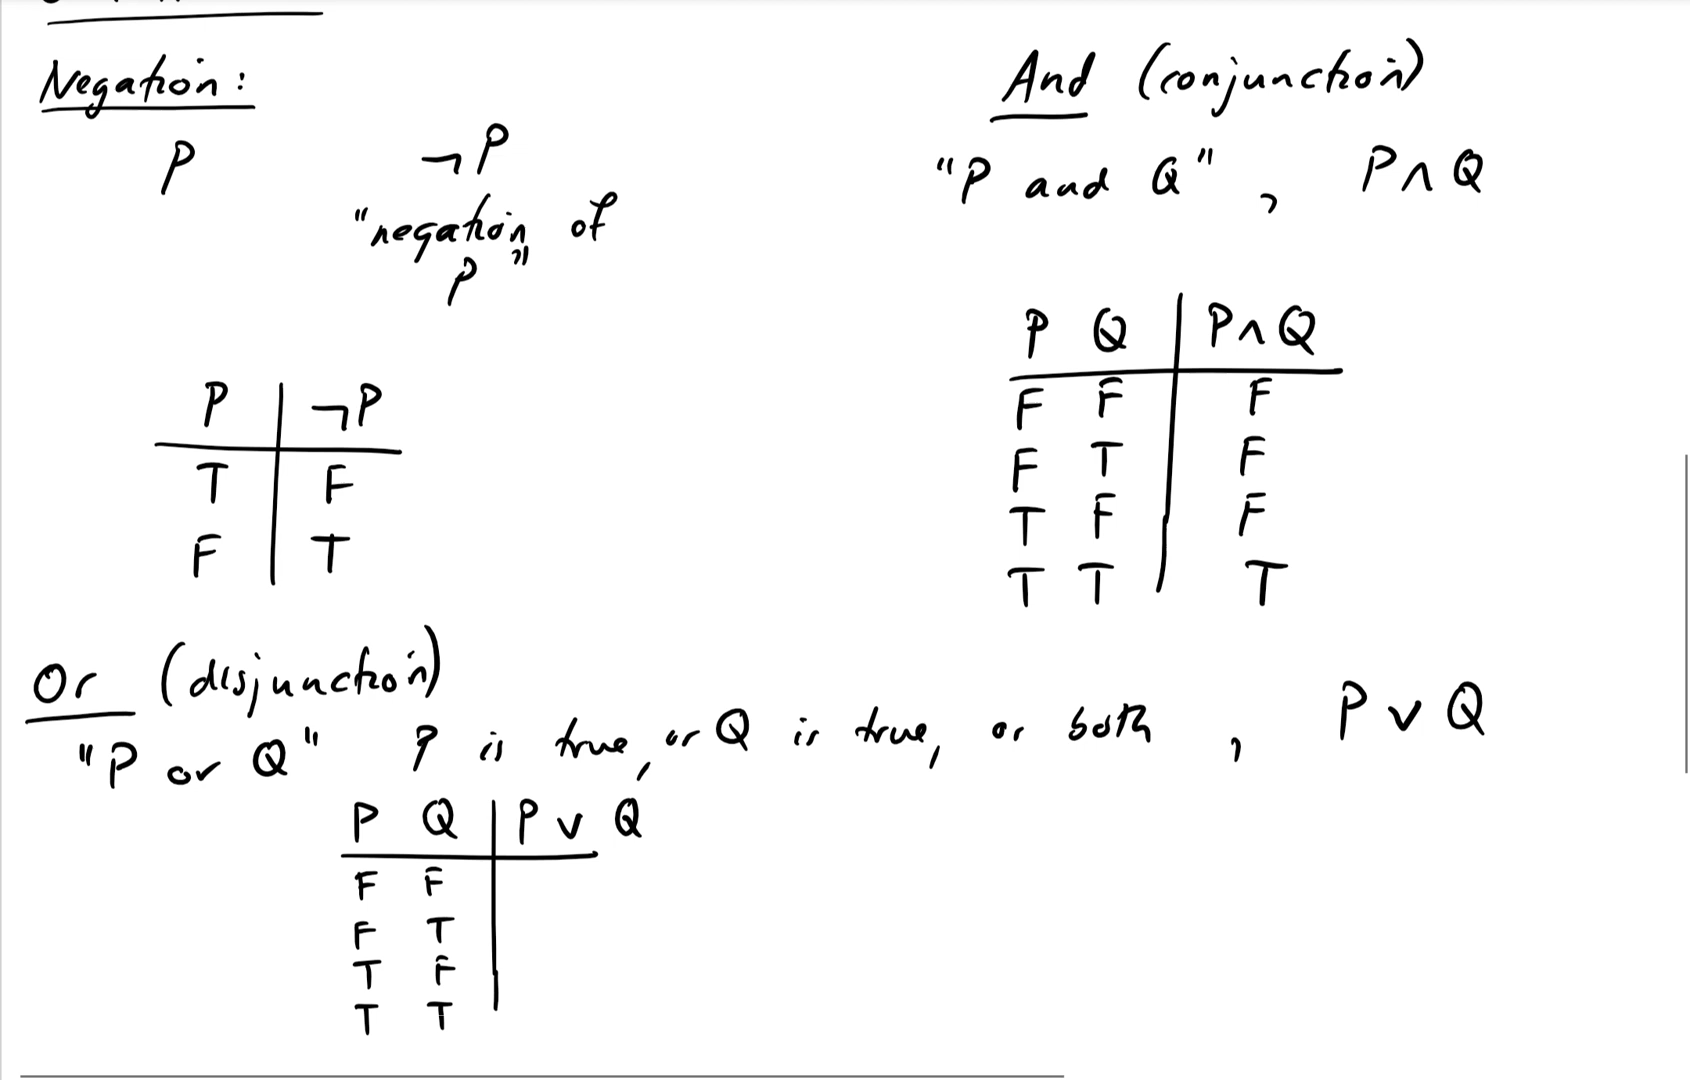 Negation:
P ¬P
"negation of
P"
P ¬P
T F
F T
And (conjunction)
"P and Q" , P ∧ Q
P Q P ∧ Q
F F F
F T F
T F F
T T T
Or (disjunction)
"P or Q" P is true, or Q is true, or both , P ∨ Q
P Q P ∨ Q
F F
F T
T F
T T